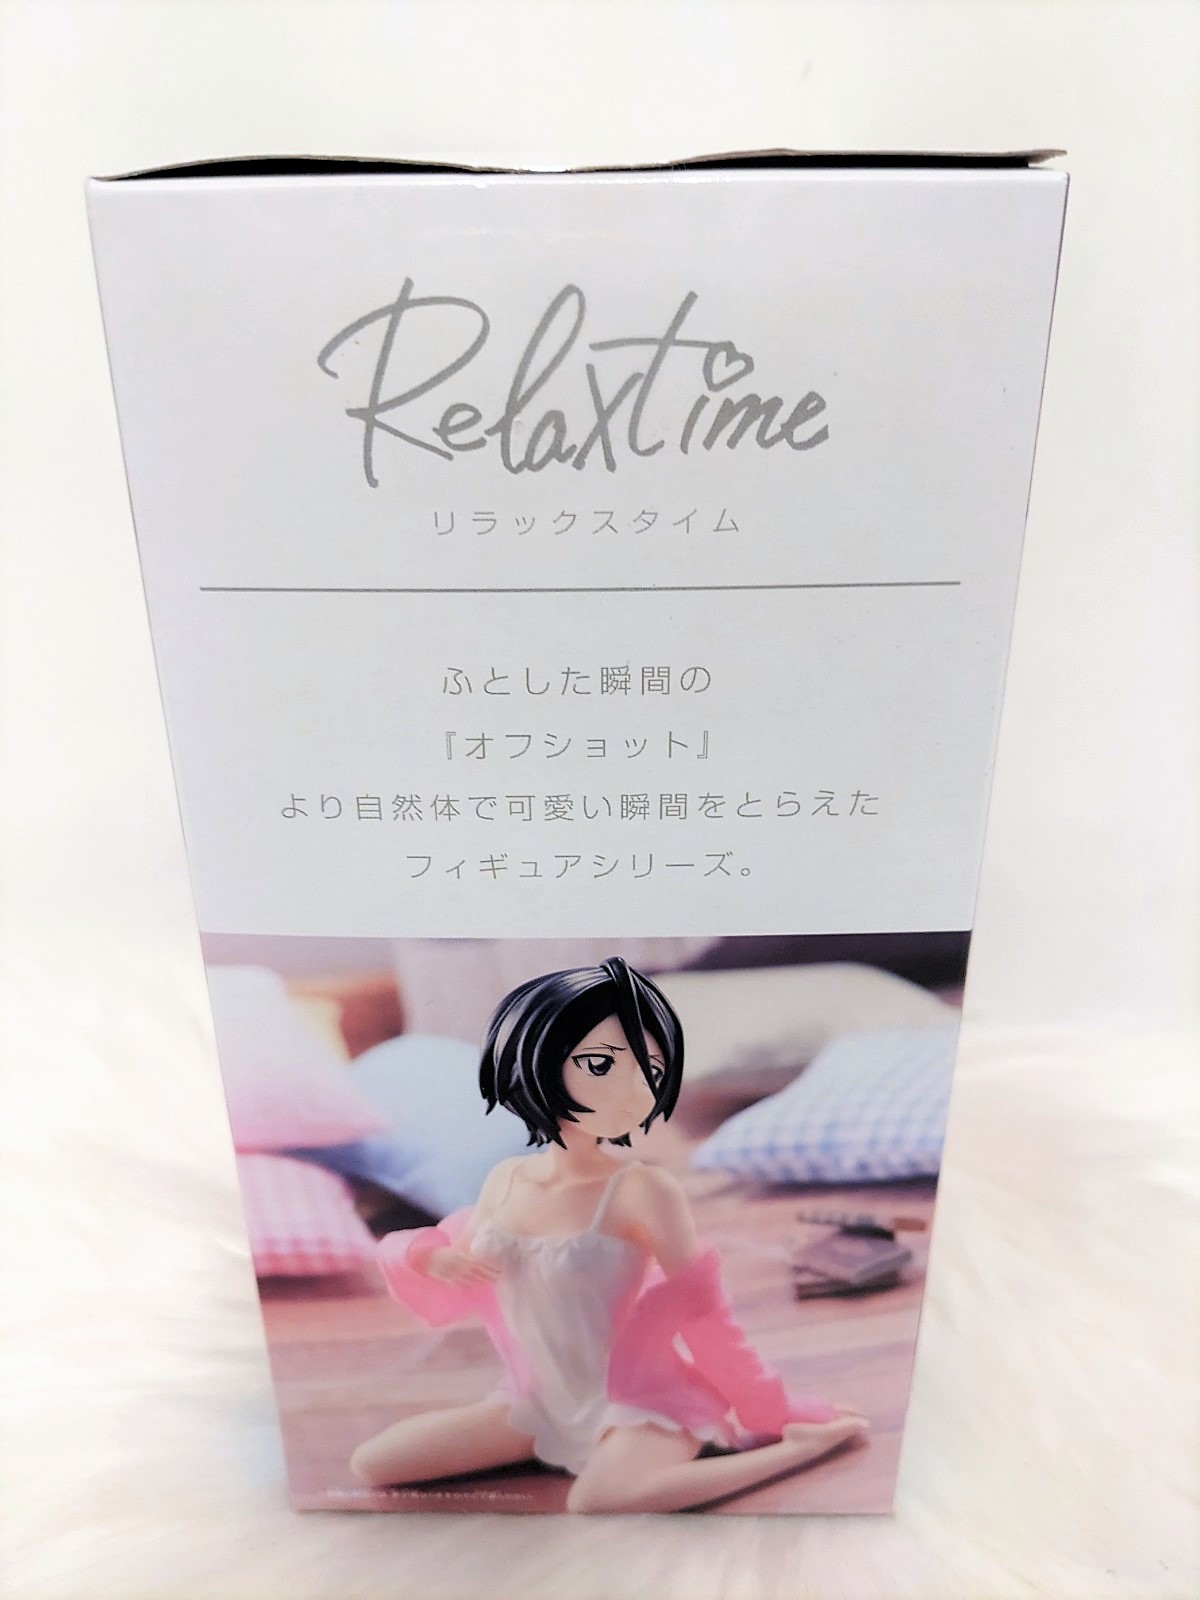 Relaxtime
リラックスタイム
ふとした瞬間の
『オフショット』
より自然体で可愛い瞬間をとらえた
フィギュアシリーズ。